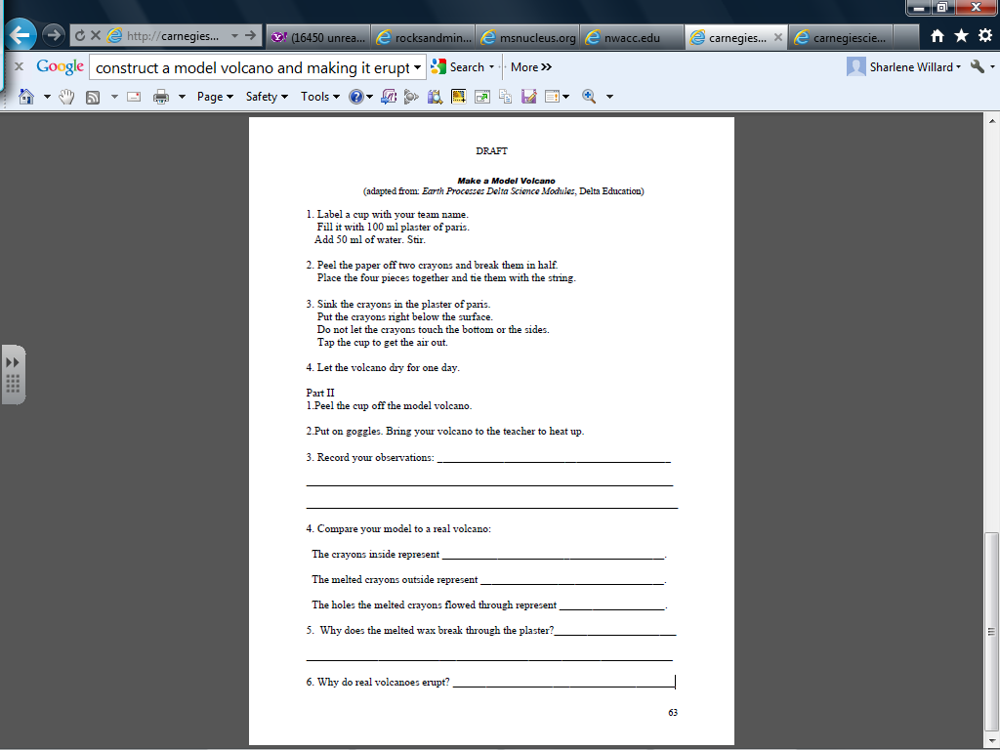 http://carnegies...
(16450 unrea...
rocksandmin...
msnucleus.org
nwacc.edu
carnegies...
carnegiescie...
x Google construct a model volcano and making it erupt Search More »
Sharlene Willard
Page Safety Tools
DRAFT
Make a Model Volcano
(adapted from: Earth Processes Delta Science Modules, Delta Education)
1. Label a cup with your team name.
Fill it with 100 ml plaster of paris.
Add 50 ml of water. Stir.
2. Peel the paper off two crayons and break them in half.
Place the four pieces together and tie them with the string.
3. Sink the crayons in the plaster of paris.
Put the crayons right below the surface.
Do not let the crayons touch the bottom or the sides.
Tap the cup to get the air out.
4. Let the volcano dry for one day.
Part II
1.Peel the cup off the model volcano.
2.Put on goggles. Bring your volcano to the teacher to heat up.
3. Record your observations: ______________________________
______________________________
______________________________
4. Compare your model to a real volcano:
The crayons inside represent ______________________________.
The melted crayons outside represent ______________________________.
The holes the melted crayons flowed through represent ____________________.
5. Why does the melted wax break through the plaster?____________________
______________________________
6. Why do real volcanoes erupt? ______________________________
63